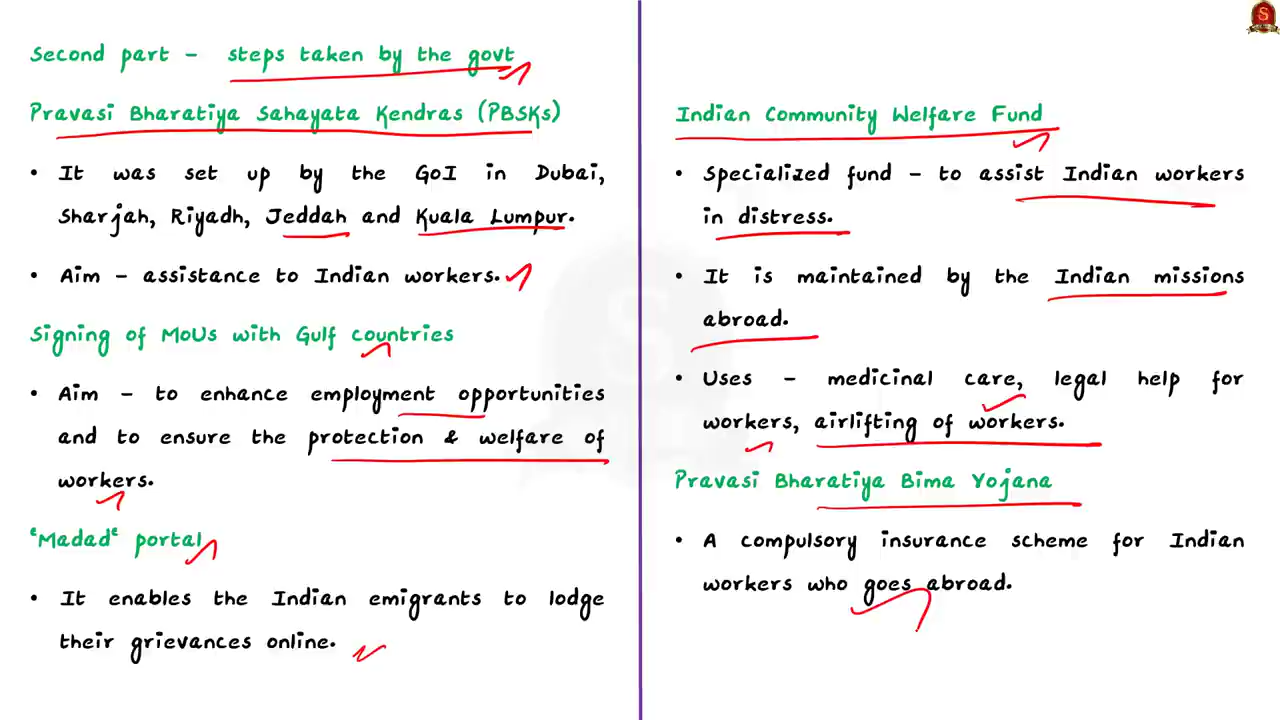 Second part - steps taken by the govt
Pravasi Bharatiya Sahayata Kendras (PBSKs)
• It was set up by the GoI in Dubai,
Sharjah, Riyadh, Jeddah and Kuala Lumpur.
• Aim - assistance to Indian workers.
Signing of MoUs with Gulf countries
• Aim - to enhance employment opportunities
and to ensure the protection & welfare of
workers.
‘Madad‘ portal
• It enables the Indian emigrants to lodge
their grievances online.
Indian Community Welfare Fund
• Specialized fund - to assist Indian workers
in distress.
• It is maintained by the Indian missions
abroad.
• Uses - medicinal care, legal help for
workers, airlifting of workers.
Pravasi Bharatiya Bima Yojana
• A compulsory insurance scheme for Indian
workers who goes abroad.
S